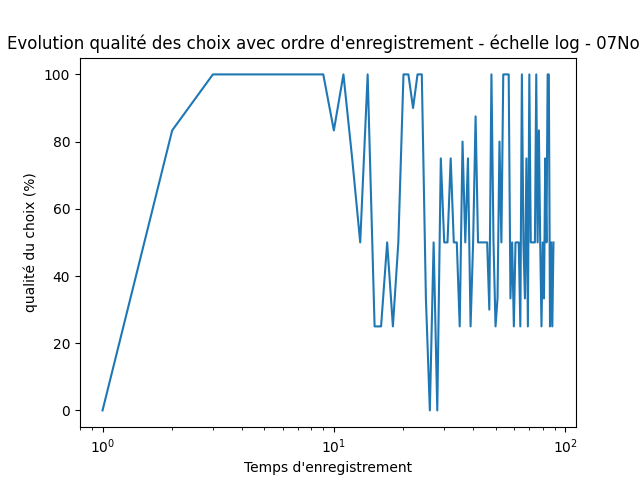 Evolution qualité des choix avec ordre d'enregistrement - échelle log - 07No
100
80
60
40
20
0
qualité du choix (%)
10⁰ 10¹ 10²
Temps d'enregistrement